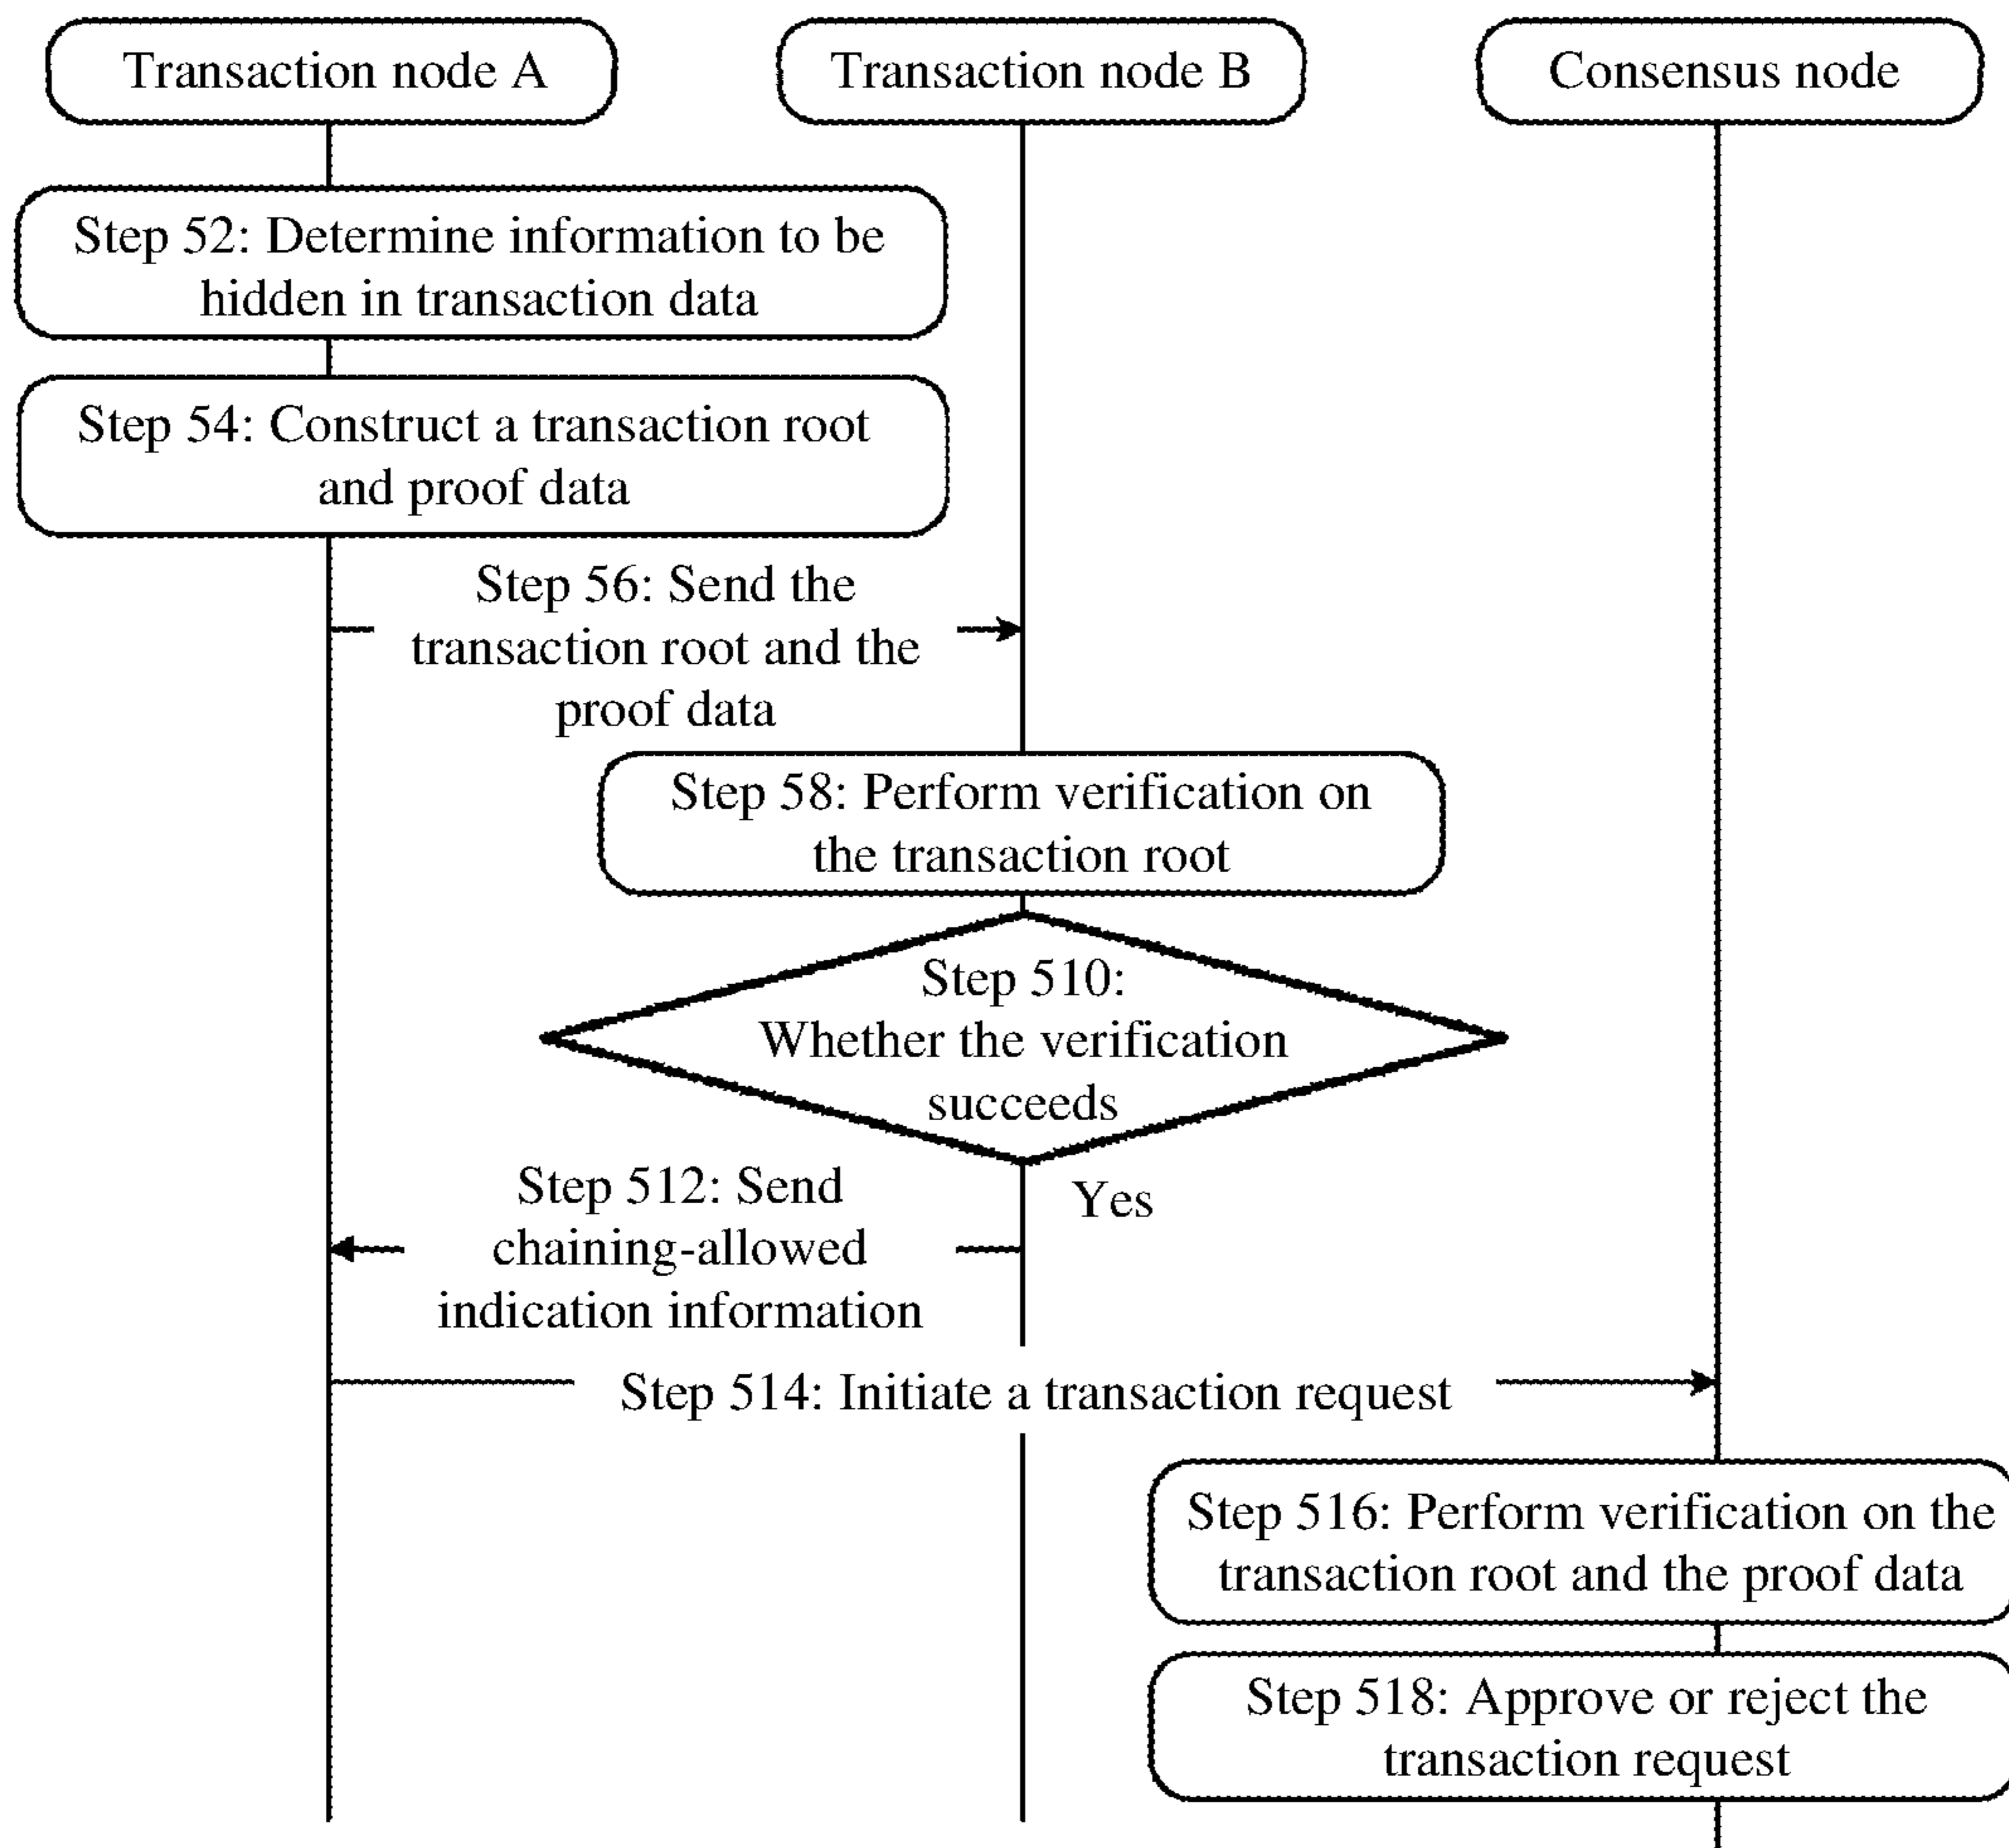 Transaction node A
Transaction node B
Consensus node
Step 52: Determine information to be
hidden in transaction data
Step 54: Construct a transaction root
and proof data
Step 56: Send the
transaction root and the
proof data
Step 58: Perform verification on
the transaction root
Step 510:
Whether the verification
succeeds
Yes
Step 512: Send
chaining-allowed
indication information
Step 514: Initiate a transaction request
Step 516: Perform verification on the
transaction root and the proof data
Step 518: Approve or reject the
transaction request